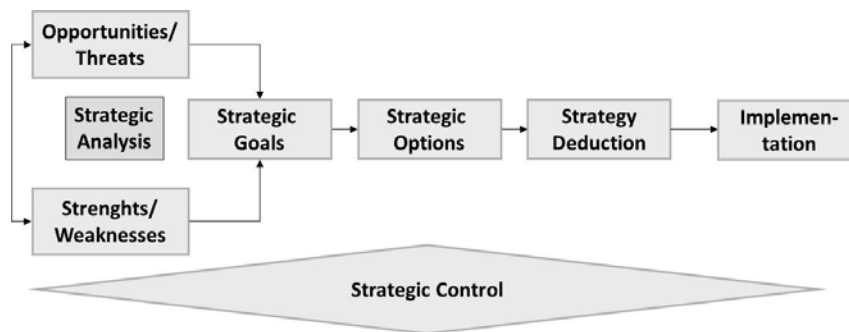 Opportunities/
Threats
Strategic
Analysis
Strategic
Goals
Strategic
Options
Strategy
Deduction
Implemen-
tation
Strenghts/
Weaknesses
Strategic Control